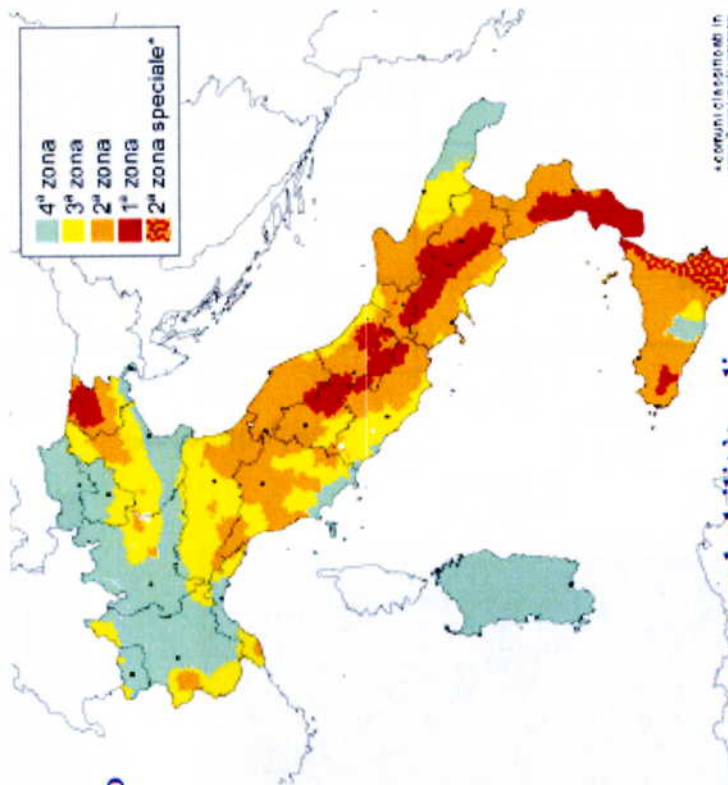 4ª zona
3ª zona
2ª zona
1ª zona
2ª zona speciale*
*comuni classificati in